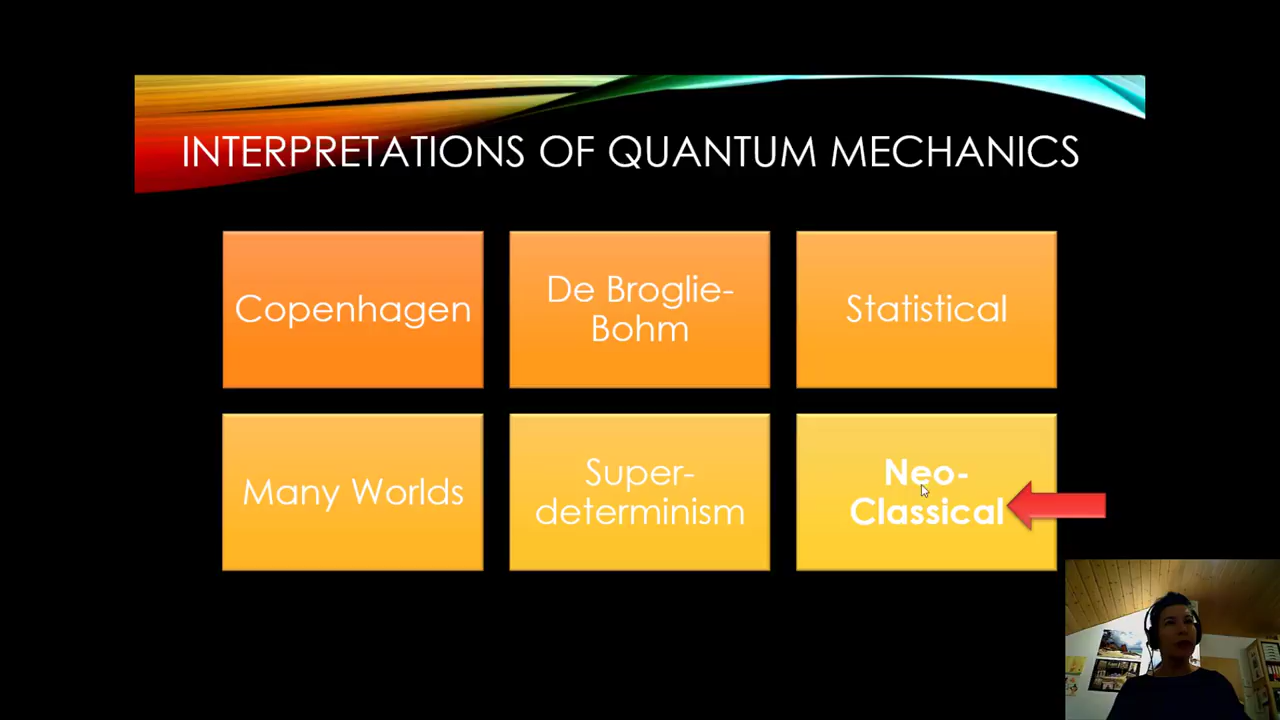 INTERPRETATIONS OF QUANTUM MECHANICS
Copenhagen
De Broglie-
Bohm
Statistical
Many Worlds
Super-
determinism
Neo-
Classical